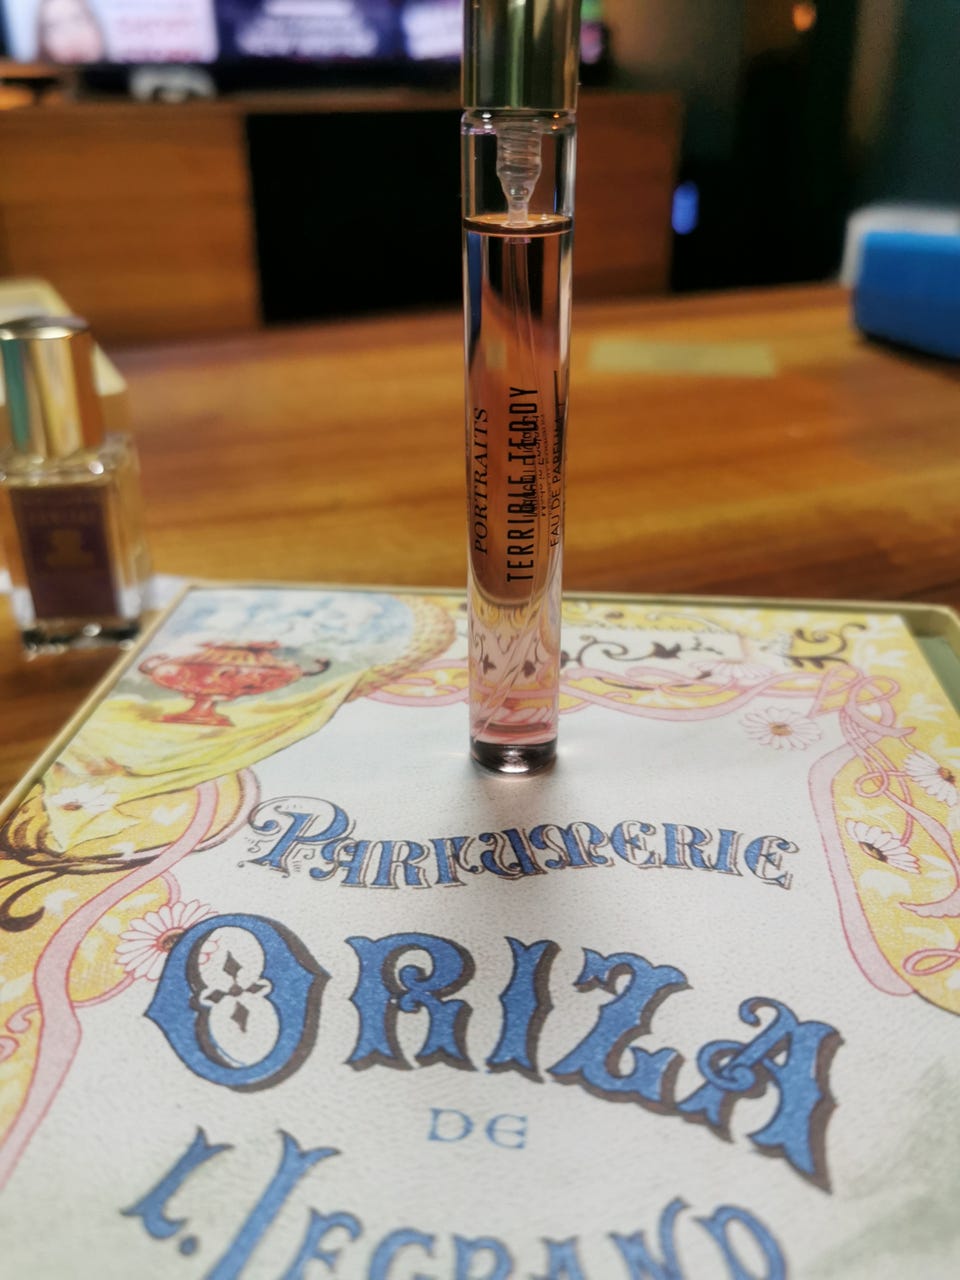 PORTRAITS
TERRIBLE TEDDY
EAU DE PARFUM
PARFUMERIE
ORIZA
DE
L. LEGRAND